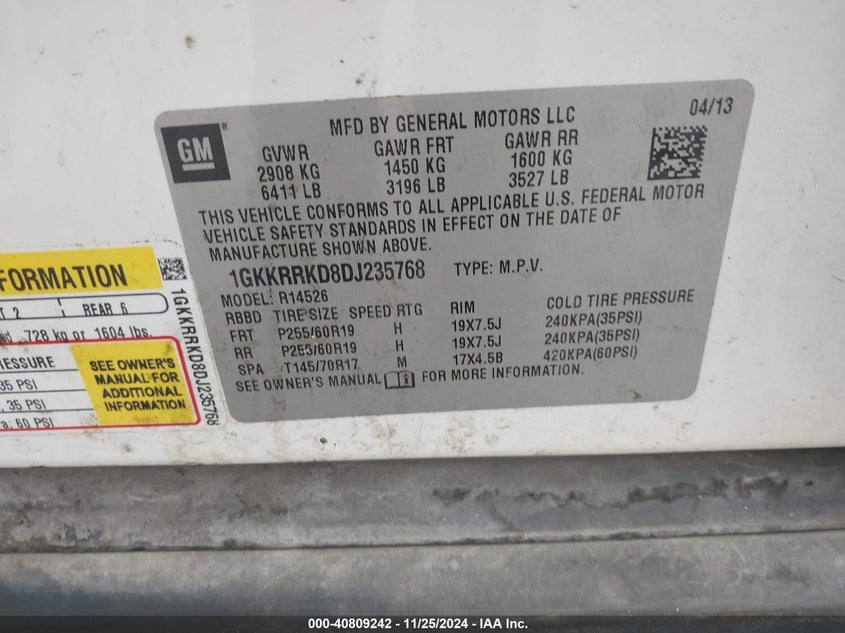 04/13
MFD BY GENERAL MOTORS LLC
GM®
GVWR GAWR FRT GAWR RR
2908 KG 1450 KG 1600 KG
6411 LB 3196 LB 3527 LB
THIS VEHICLE CONFORMS TO ALL APPLICABLE U.S. FEDERAL MOTOR
VEHICLE SAFETY STANDARDS IN EFFECT ON THE DATE OF
MANUFACTURE SHOWN ABOVE.
1GKKRRKD8DJ235768 TYPE: M.P.V.
MODEL: R14526
RBBD TIRE SIZE SPEED RTG RIM COLD TIRE PRESSURE
FRT P255/60R19 H 19X7.5J 240KPA(35PSI)
RR P255/60R19 H 19X7.5J 240KPA(35PSI)
SPA T145/70R17 M 17X4.5B 420KPA(60PSI)
SEE OWNER'S MANUAL FOR MORE INFORMATION.
FORMATION
T 2 REAR 6
ed 728 kg or 1604 lbs.
ESSURE
35 PSI
, 35 PSI
a, 60 PSI
SEE OWNER'S
MANUAL FOR
ADDITIONAL
INFORMATION
1GKKRRKD8DJ235768
000-40809242 - 11/25/2024 - IAA Inc.